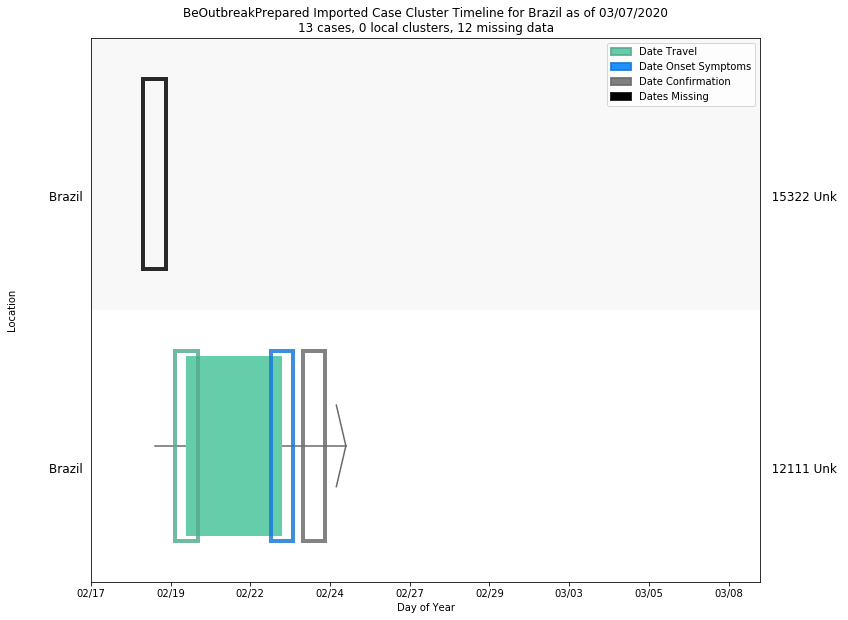 BeOutbreakPrepared Imported Case Cluster Timeline for Brazil as of 03/07/2020
13 cases, 0 local clusters, 12 missing data
Date Travel
Date Onset Symptoms
Date Confirmation
Dates Missing
Brazil
15322 Unk
Location
Brazil
12111 Unk
02/17 02/19 02/22 02/24 02/27 02/29 03/03 03/05 03/08
Day of Year